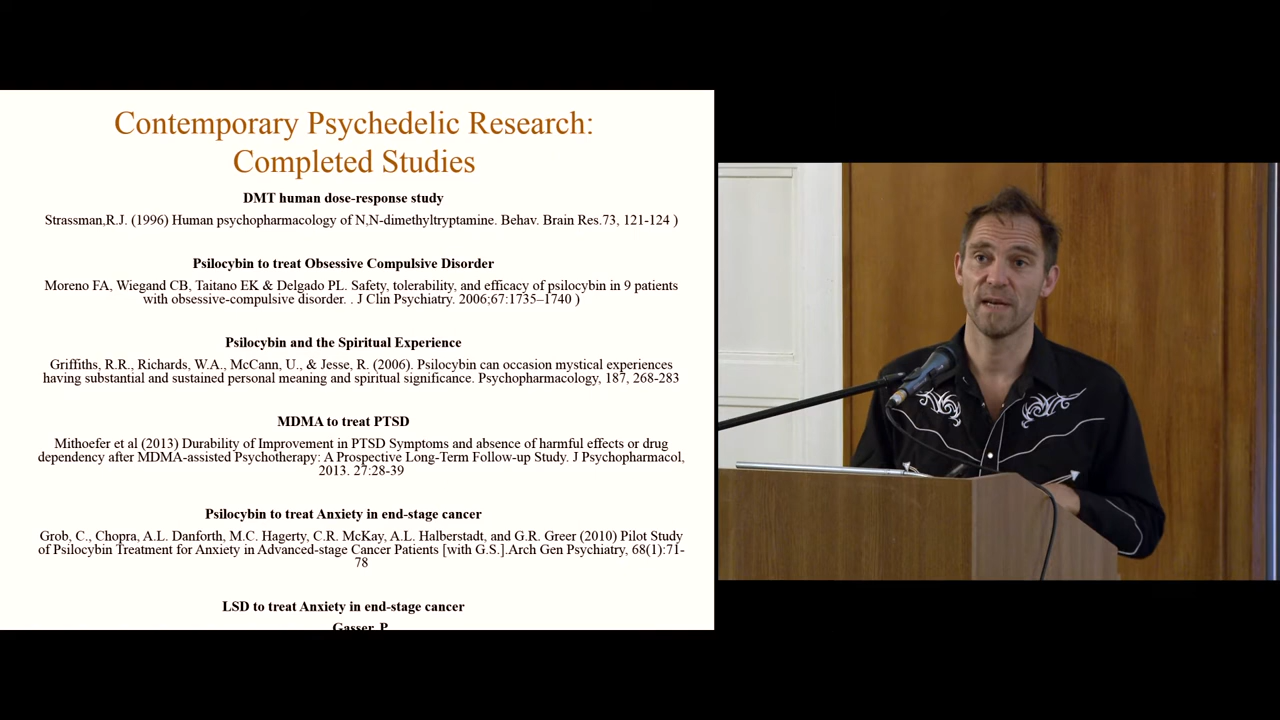 Contemporary Psychedelic Research:
Completed Studies
DMT human dose-response study
Strassman,R.J. (1996) Human psychopharmacology of N,N-dimethyltryptamine. Behav. Brain Res.73, 121-124 )
Psilocybin to treat Obsessive Compulsive Disorder
Moreno FA, Wiegand CB, Taitano EK & Delgado PL. Safety, tolerability, and efficacy of psilocybin in 9 patients
with obsessive-compulsive disorder. . J Clin Psychiatry. 2006;67:1735–1740 )
Psilocybin and the Spiritual Experience
Griffiths, R.R., Richards, W.A., McCann, U., & Jesse, R. (2006). Psilocybin can occasion mystical experiences
having substantial and sustained personal meaning and spiritual significance. Psychopharmacology, 187, 268-283
MDMA to treat PTSD
Mithoefer et al (2013) Durability of Improvement in PTSD Symptoms and absence of harmful effects or drug
dependency after MDMA-assisted Psychotherapy: A Prospective Long-Term Follow-up Study. J Psychopharmacol,
2013. 27:28-39
Psilocybin to treat Anxiety in end-stage cancer
Grob, C., Chopra, A.L. Danforth, M.C. Hagerty, C.R. McKay, A.L. Halberstadt, and G.R. Greer (2010) Pilot Study
of Psilocybin Treatment for Anxiety in Advanced-stage Cancer Patients [with G.S.].Arch Gen Psychiatry, 68(1):71-
78
LSD to treat Anxiety in end-stage cancer
Gasser, P